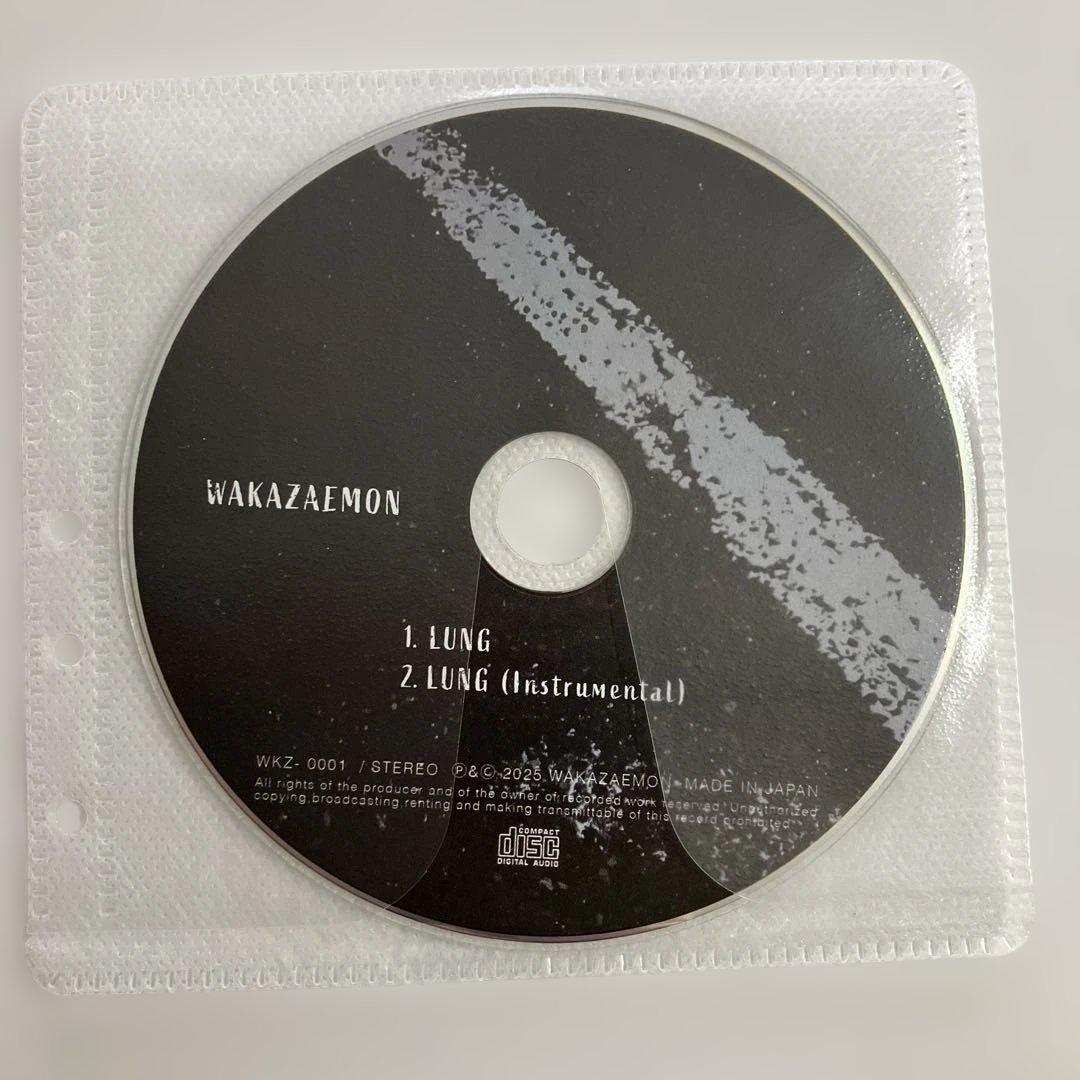 WAKAZAEMON
1. LUNG
2. LUNG (Instrumental)
WKZ- 0001 / STEREO ℗&© 2025 WAKAZAEMON MADE IN JAPAN
All rights of the producer and of the owner of recorded work reserved. Unauthorized
copying,broadcasting,renting and making transmittable of this record prohibited
COMPACT
disc
DIGITAL AUDIO